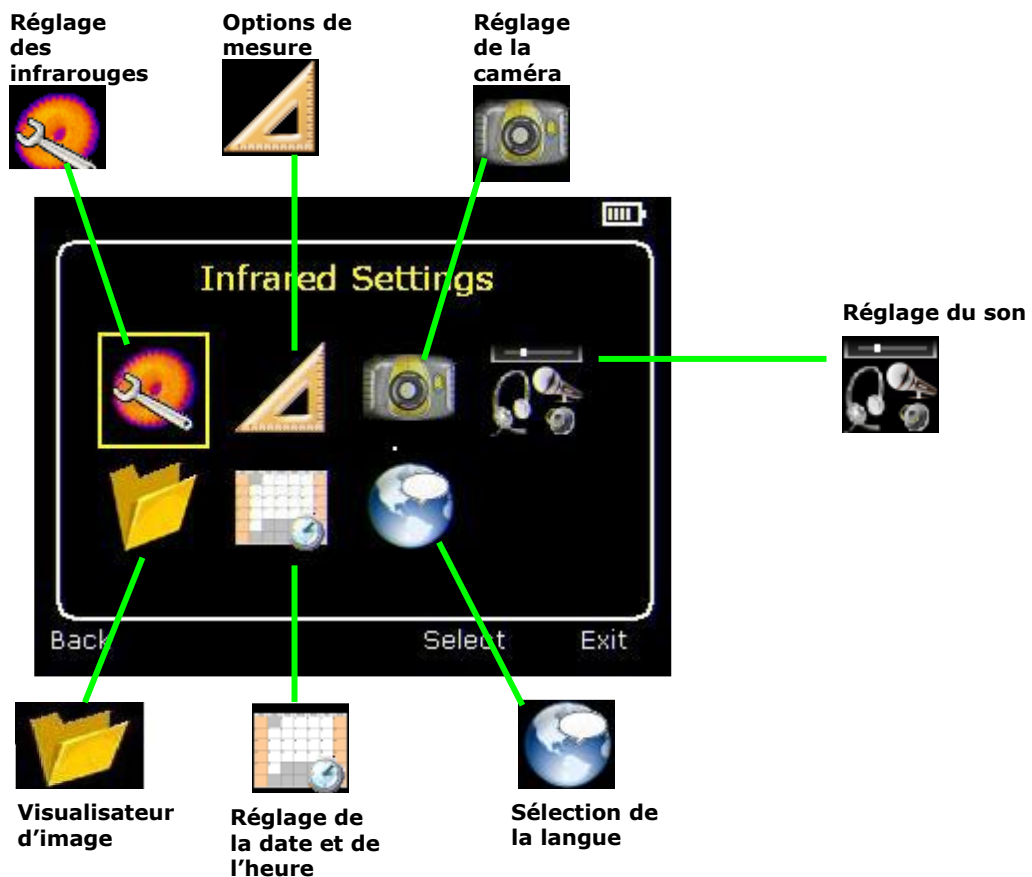 Réglage
des
infrarouges
Options de
mesure
Réglage
de la
caméra
Infrared Settings
Réglage du son
Back
Select
Exit
Visualisateur
d'image
Réglage de
la date et de
l'heure
Sélection de
la langue